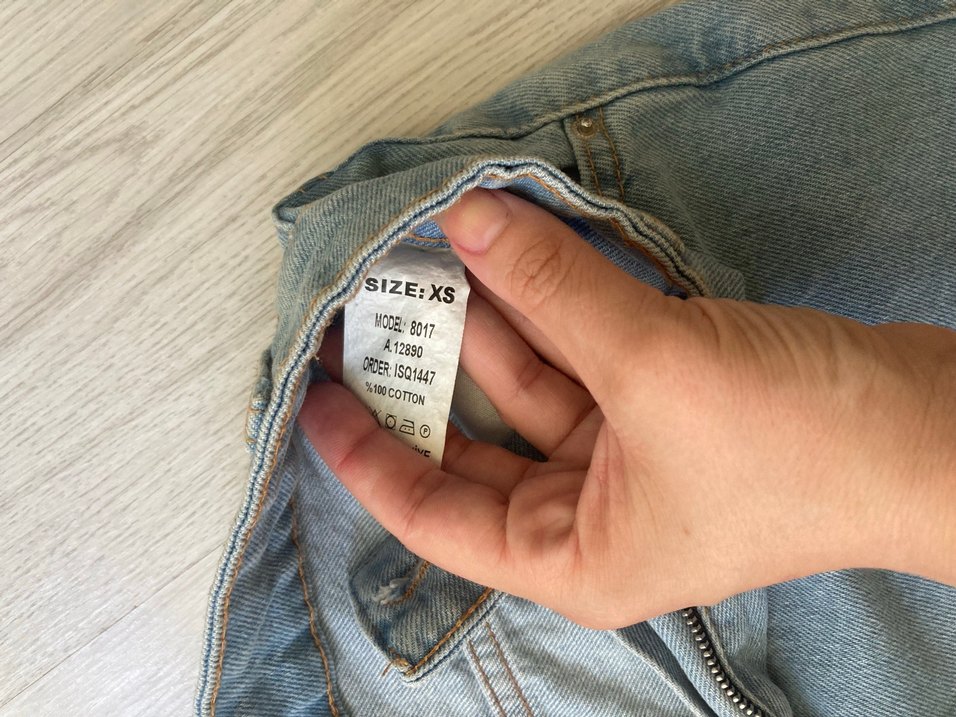 SIZE: XS
MODEL: 8017
A.12890
ORDER: ISQ1447
%100 COTTON
P